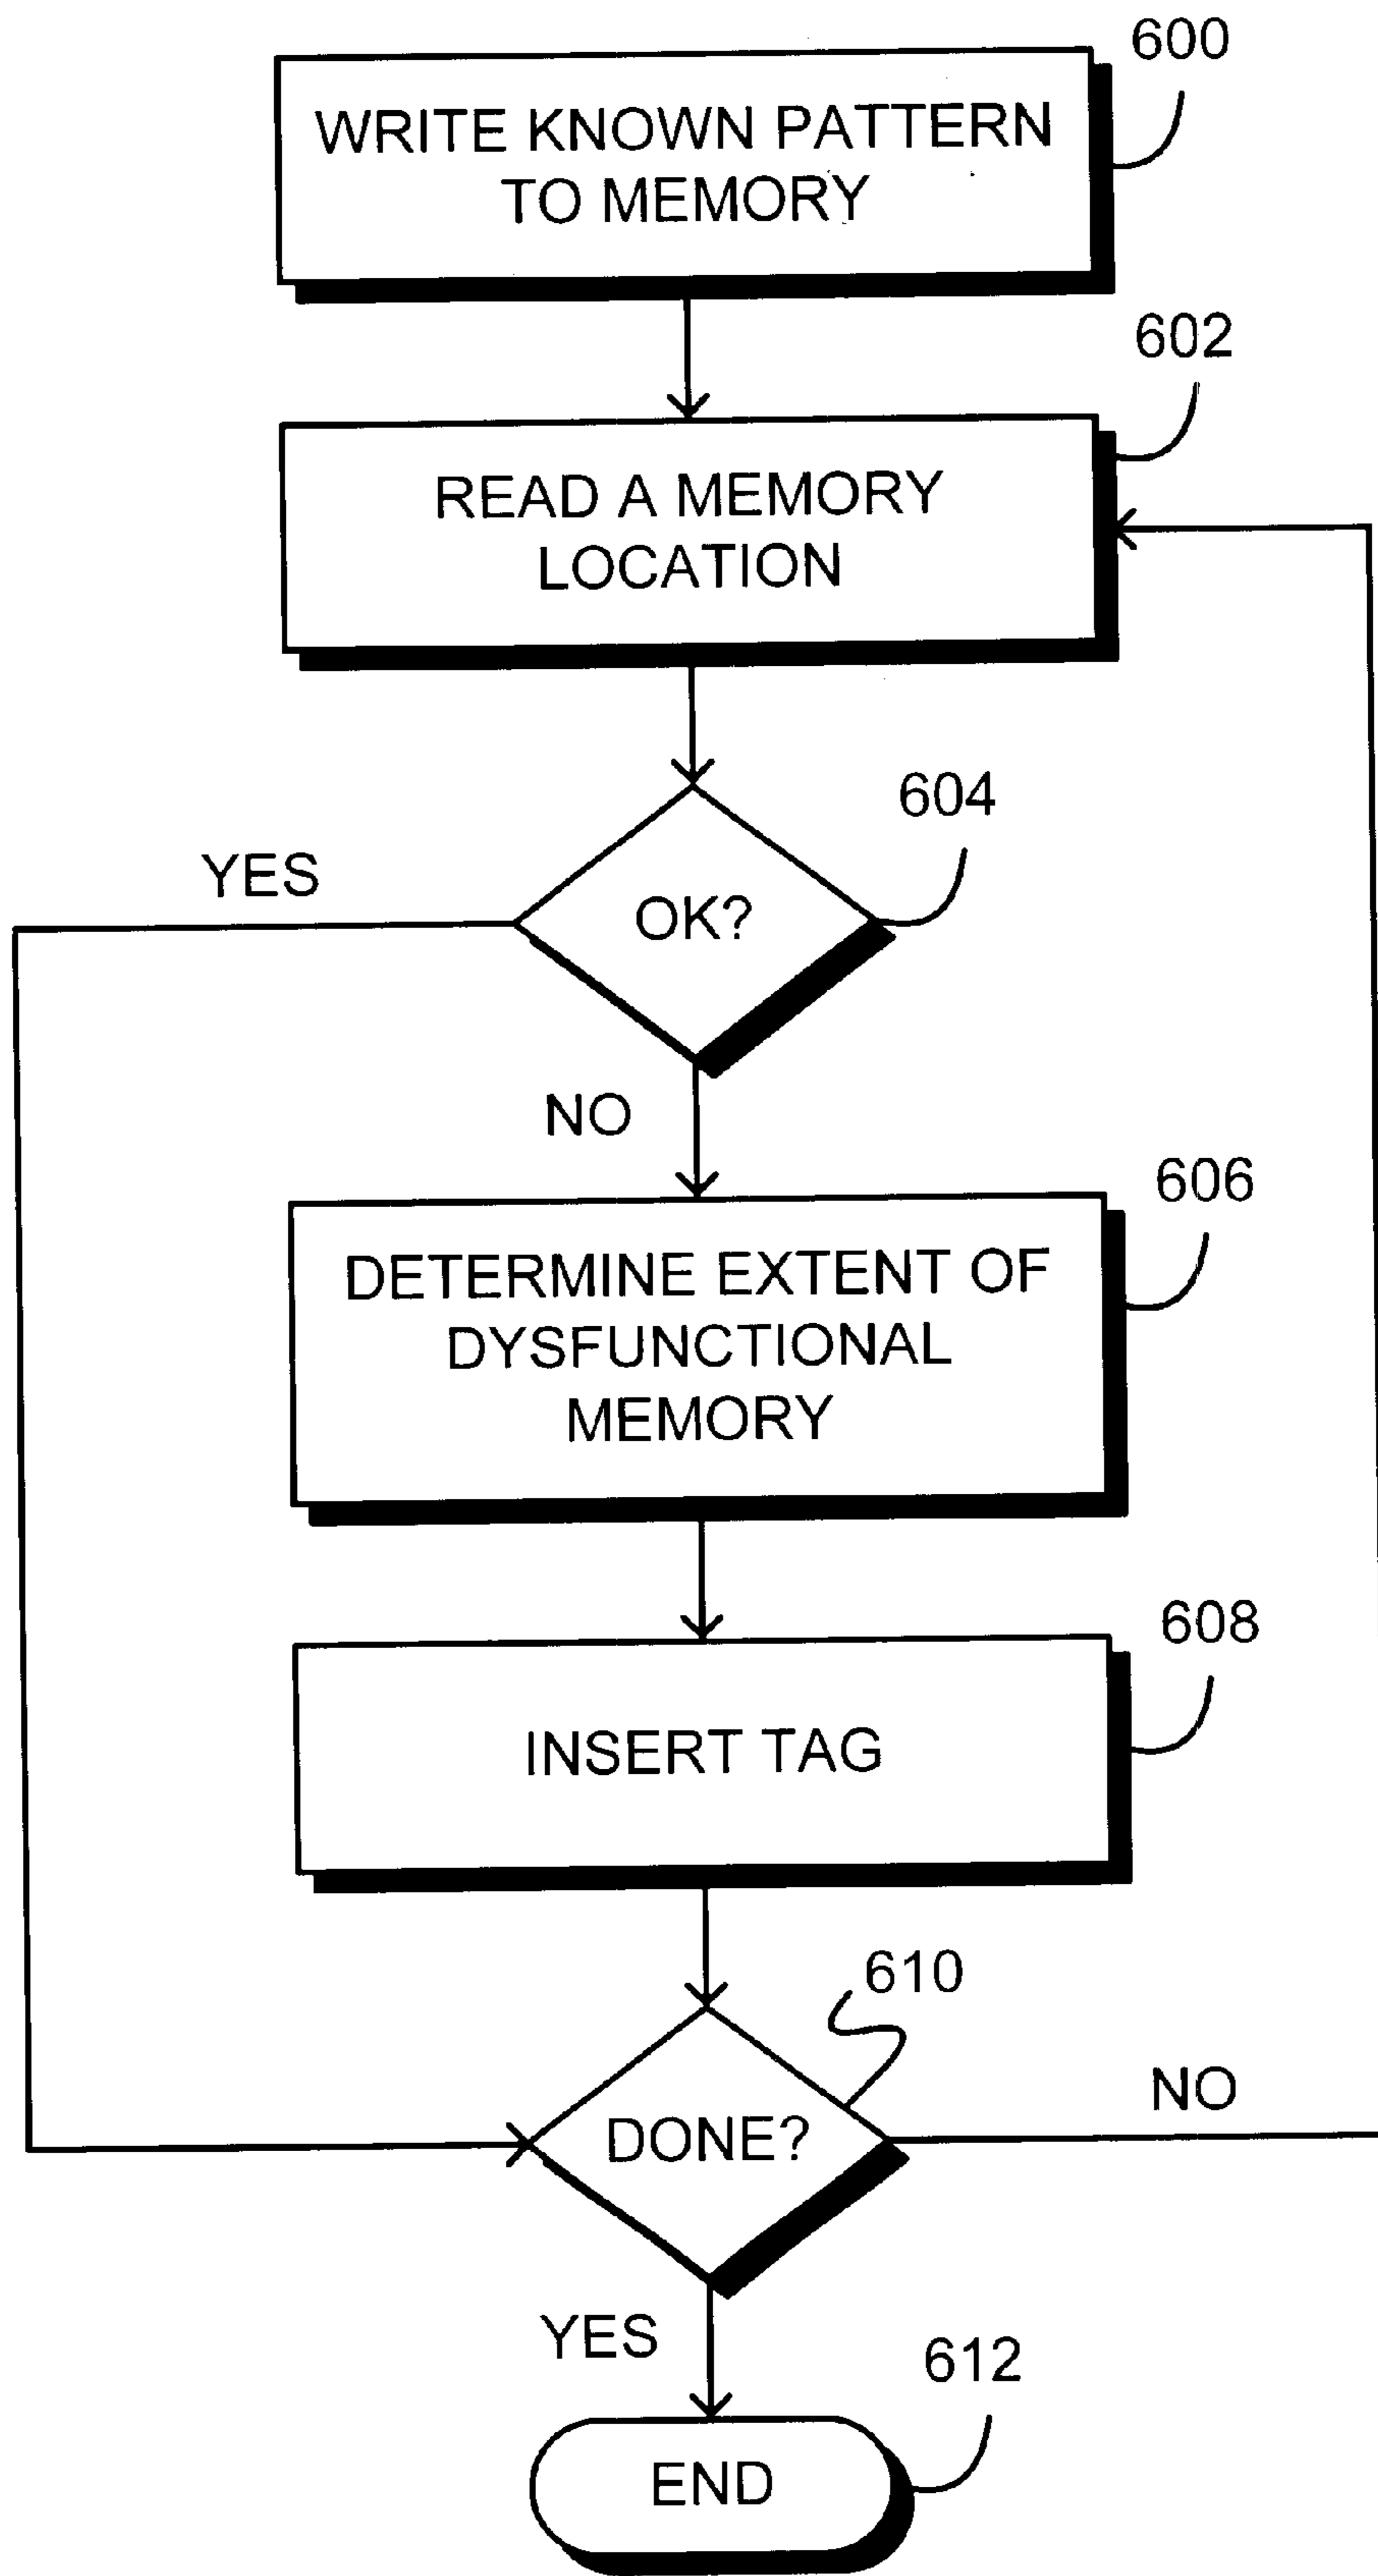 600
WRITE KNOWN PATTERN
TO MEMORY
602
READ A MEMORY
LOCATION
604
YES
OK?
NO
606
DETERMINE EXTENT OF
DYSFUNCTIONAL
MEMORY
608
INSERT TAG
610
NO
DONE?
YES
612
END